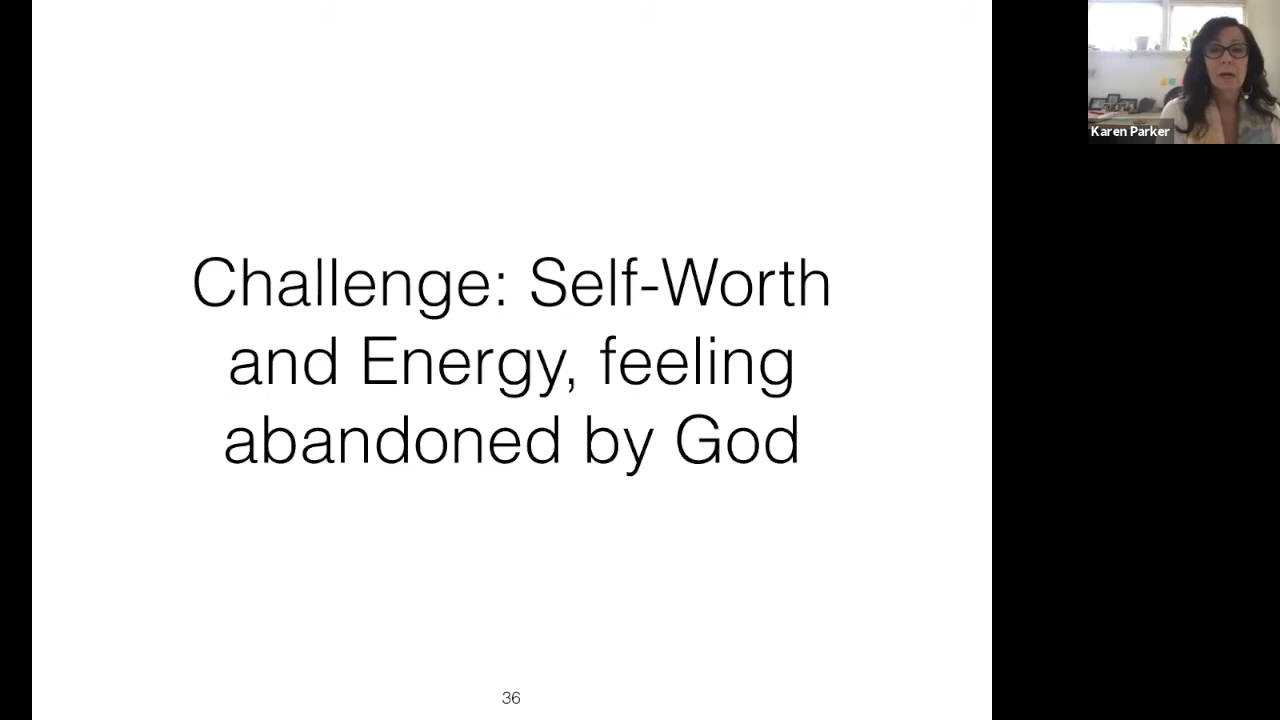 Challenge: Self-Worth
and Energy, feeling
abandoned by God
36
Karen Parker